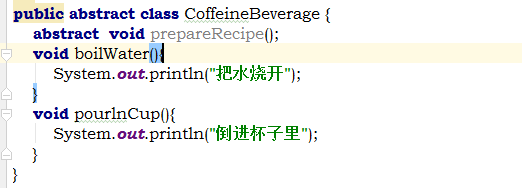 public abstract class CoffeineBeverage {
abstract void prepareRecipe();
void boilWater(){
System.out.println("把水烧开");
}
void pourlnCup(){
System.out.println("倒进杯子里");
}
}